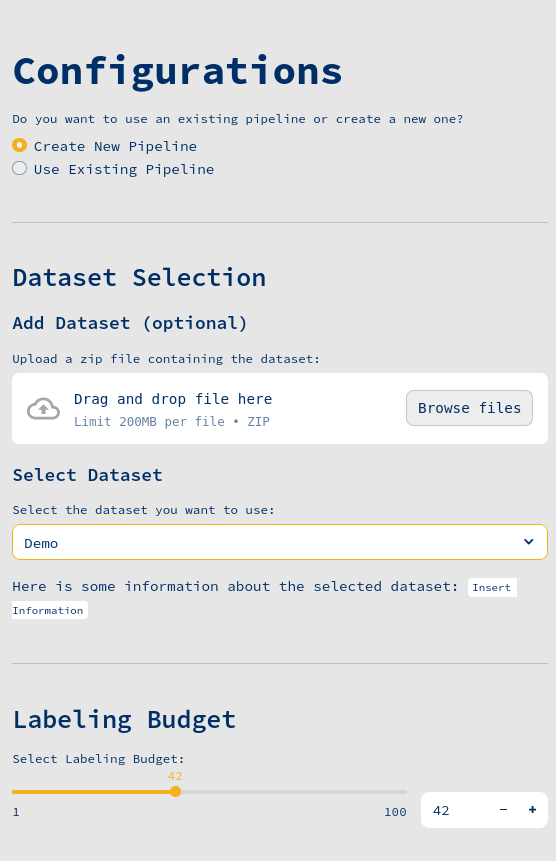 Configurations
Do you want to use an existing pipeline or create a new one?
Create New Pipeline
Use Existing Pipeline
Dataset Selection
Add Dataset (optional)
Upload a zip file containing the dataset:
Drag and drop file here
Limit 200MB per file • ZIP
Browse files
Select Dataset
Select the dataset you want to use:
Demo
Here is some information about the selected dataset: Insert
Information
Labeling Budget
Select Labeling Budget:
42
1
100
42 − +